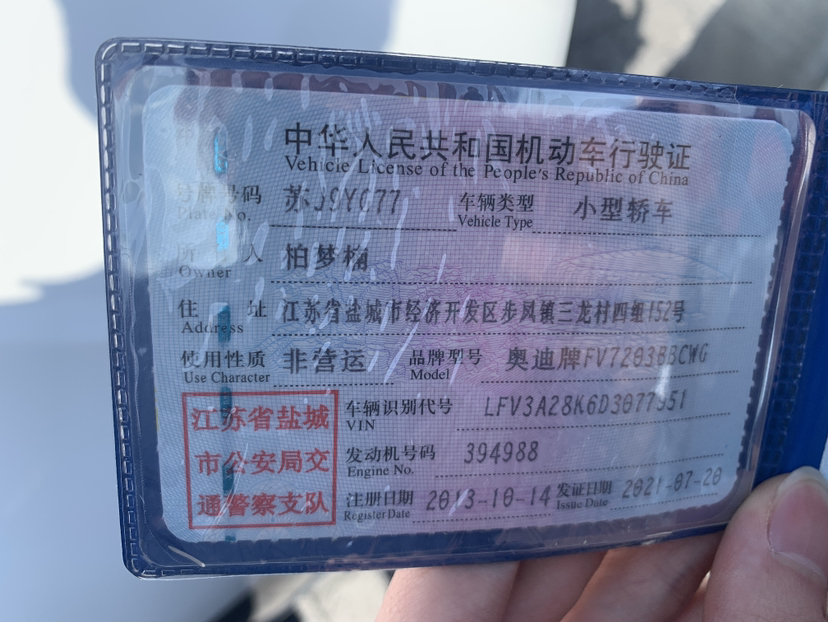 中华人民共和国机动车行驶证
Vehicle License of the People's Republic of China
号牌号码 苏J9Y077 车辆类型 小型轿车
Plate No. Vehicle Type
所 人 柏梦楠
Owner
住 址 江苏省盐城市经济开发区步凤镇三龙村四组152号
Address
使用性质 非营运 品牌型号 奥迪牌FV7203B3CWG
Use Character Model
江苏省盐城
市公安局交
通警察支队
车辆识别代号 LFV3A28K6D3077951
VIN
发动机号码 394988
Engine No.
注册日期 2013-10-14 发证日期 2021-07-20
Register Date Issue Date